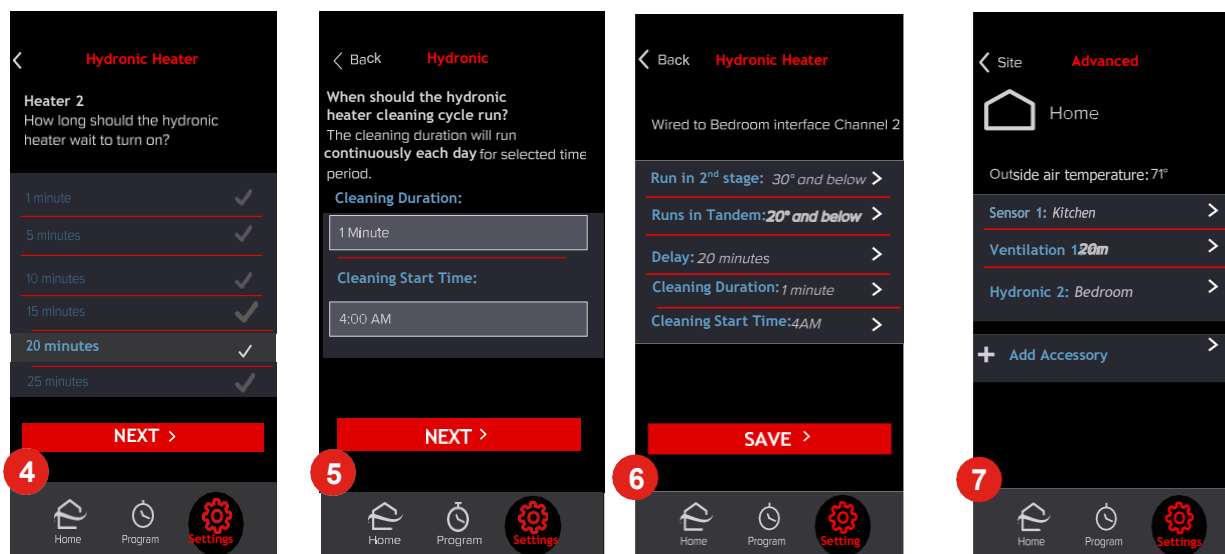 Hydronic Heater
Heater 2
How long should the hydronic
heater wait to turn on?
1 minute
5 minutes
10 minutes
15 minutes
20 minutes
25 minutes
NEXT >
4
Home Program Settings
Back Hydronic
When should the hydronic
heater cleaning cycle run?
The cleaning duration will run
continuously each day for selected time
period.
Cleaning Duration:
1 Minute
Cleaning Start Time:
4:00 AM
NEXT >
5
Home Program Settings
Back Hydronic Heater
Wired to Bedroom interface Channel 2
Run in 2nd stage: 30° and below
Runs in Tandem: 20° and below
Delay: 20 minutes
Cleaning Duration: 1 minute
Cleaning Start Time: 4AM
SAVE >
6
Home Program Setting
Site Advanced
Home
Outside air temperature: 71°
Sensor 1: Kitchen
Ventilation 1 20m
Hydronic 2: Bedroom
+ Add Accessory
7
Home Program Settings